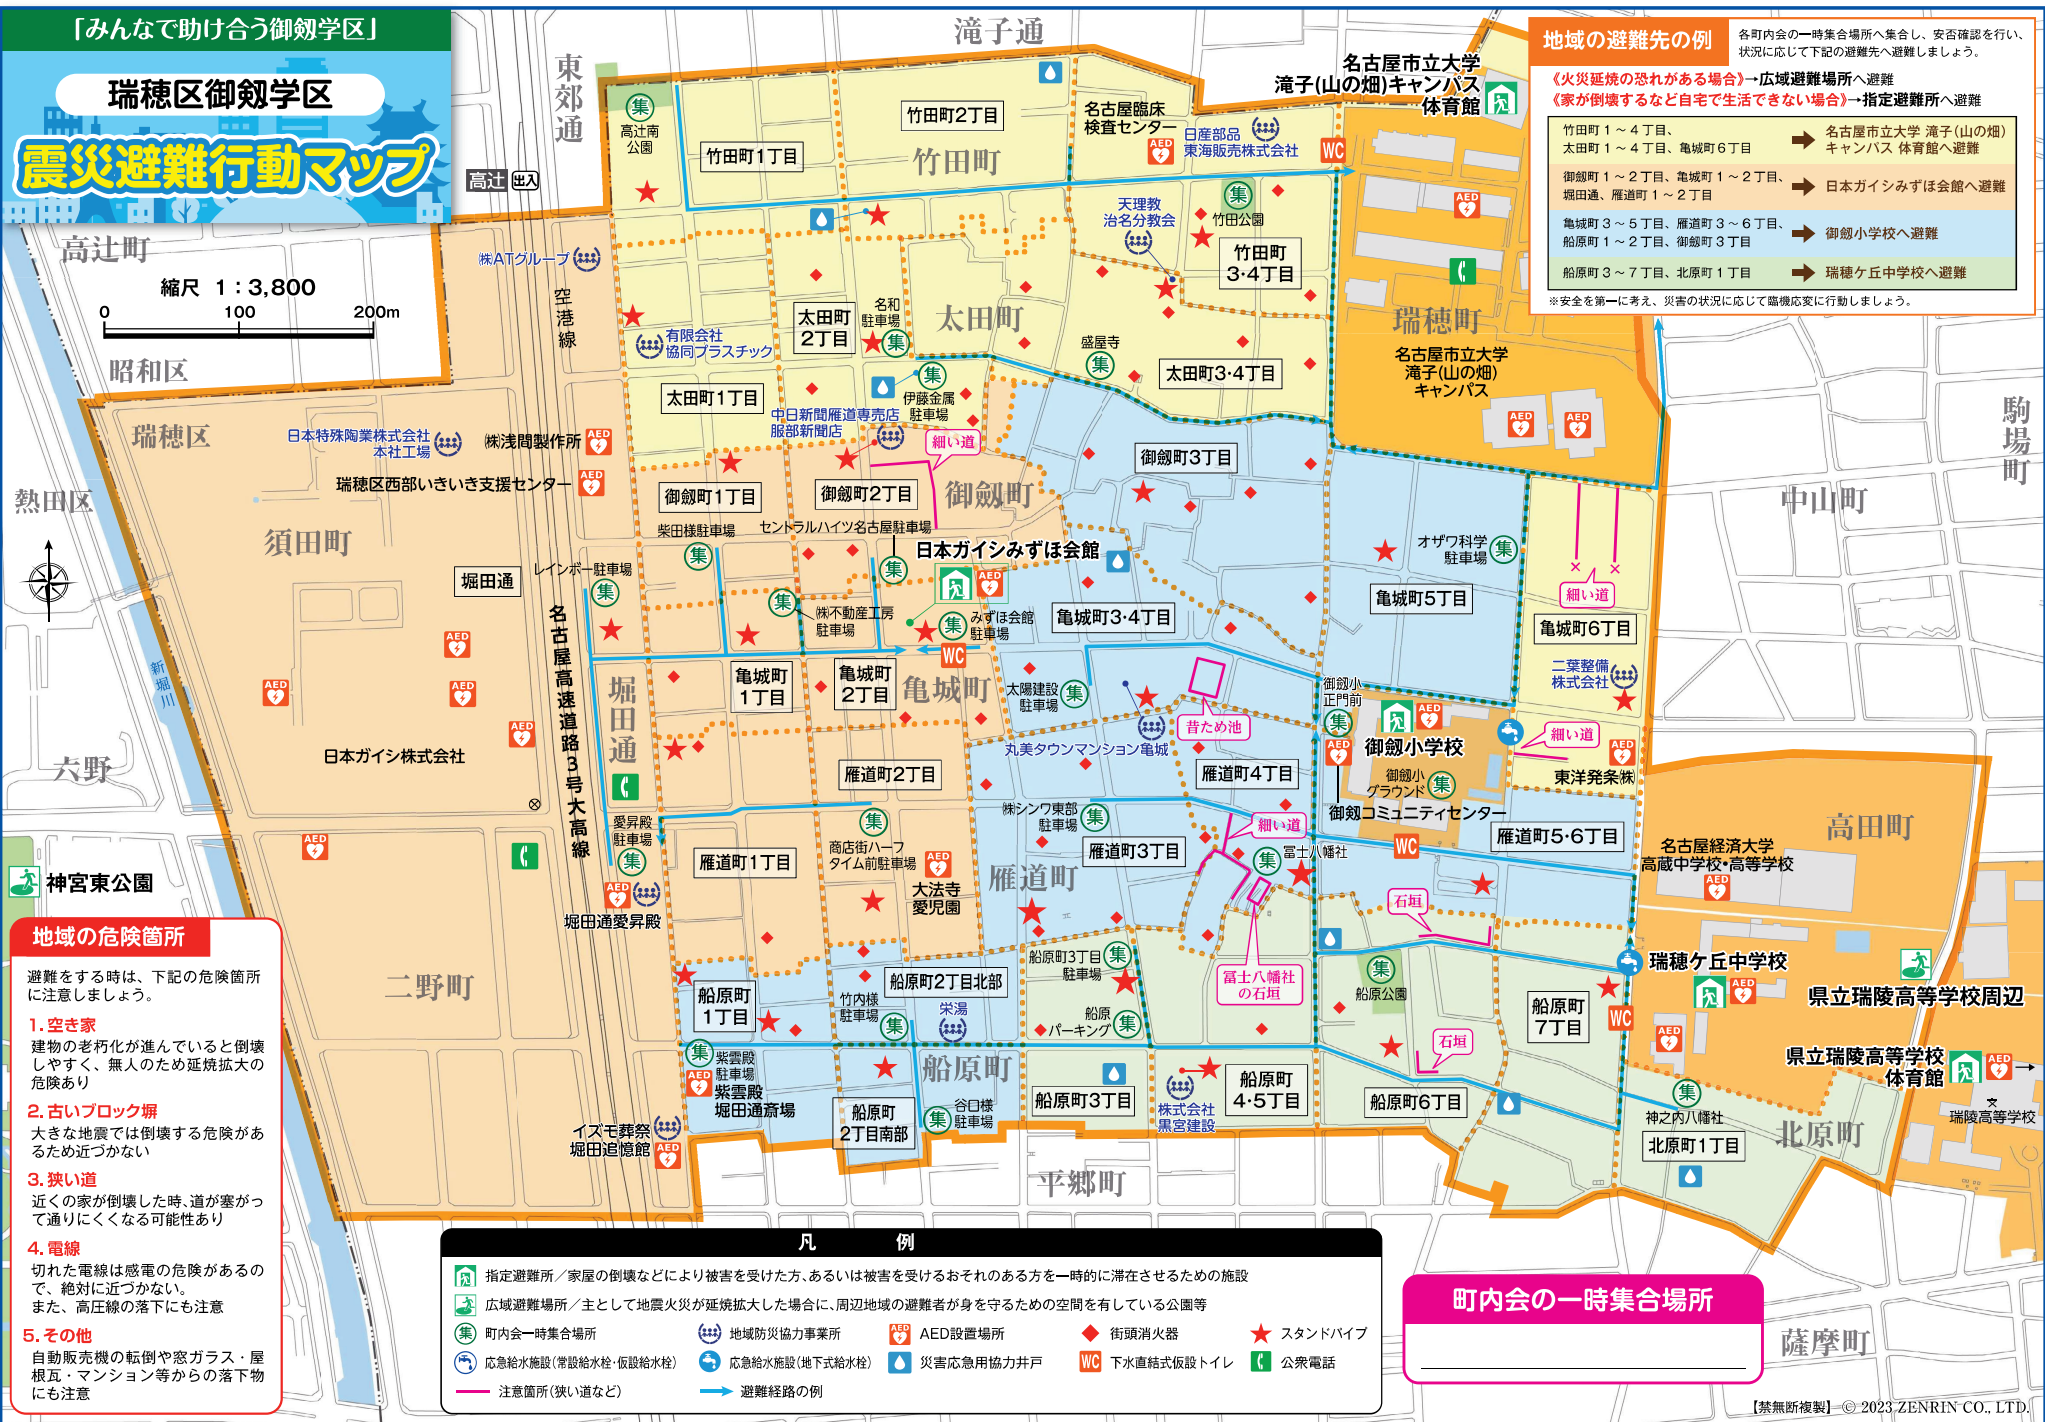 「みんなで助け合う御剱学区」
瑞穂区御剱学区
震災避難行動マップ
地域の避難先の例
各町内会の一時集合場所へ集合し、安否確認を行い、
状況に応じて下記の避難先へ避難しましょう。
《火災延焼の恐れがある場合》→広域避難場所へ避難
《家が倒壊するなど自宅で生活できない場合》→指定避難所へ避難
竹田町1～4丁目、
太田町1～4丁目、亀城町6丁目
名古屋市立大学 滝子(山の畑)
キャンパス 体育館へ避難
御剱町1～2丁目、亀城町1～2丁目、
堀田通、雁道町1～2丁目
日本ガイシみずほ会館へ避難
亀城町3～5丁目、雁道町3～6丁目、
船原町1～2丁目、御剱町3丁目
御剱小学校へ避難
船原町3～7丁目、北原町1丁目
瑞穂ケ丘中学校へ避難
※安全を第一に考え、災害の状況に応じて臨機応変に行動しましょう。
滝子通
東郊通
高辻
出入
高辻町
縮尺 1：3,800
0
100
200m
昭和区
瑞穂区
熱田区
空港線
高辻南
公園
竹田町1丁目
竹田町2丁目
竹田町
名古屋臨床
検査センター
日産部品
東海販売株式会社
名古屋市立大学
滝子(山の畑)キャンパス
体育館
天理教
治名分教会
竹田公園
竹田町
3・4丁目
㈱ATグループ
有限会社
協同プラスチック
太田町
2丁目
名和
駐車場
太田町
盛屋寺
太田町3・4丁目
太田町1丁目
伊藤金属
駐車場
中日新聞雁道専売店
服部新聞店
細い道
瑞穂町
名古屋市立大学
滝子(山の畑)
キャンパス
駒場町
中山町
日本特殊陶業株式会社
本社工場
㈱浅間製作所
瑞穂区西部いきいき支援センター
御剱町1丁目
御剱町2丁目
御剱町
御剱町3丁目
須田町
柴田様駐車場
セントラルハイツ名古屋駐車場
日本ガイシみずほ会館
堀田通
レインボー駐車場
㈱不動産工房
駐車場
みずほ会館
駐車場
亀城町3・4丁目
オザワ科学
駐車場
亀城町5丁目
細い道
亀城町6丁目
二葉整備
株式会社
新堀川
名古屋高速道路3号大高線
堀田通
亀城町
1丁目
亀城町
2丁目
亀城町
太陽建設
駐車場
丸美タウンマンション亀城
昔ため池
御剱小
正門前
御剱小学校
御剱小
グラウンド
御剱コミュニティセンター
細い道
東洋発条㈱
六野
日本ガイシ株式会社
雁道町2丁目
雁道町4丁目
㈱シンワ東部
駐車場
雁道町3丁目
細い道
冨士八幡社
雁道町5・6丁目
高田町
名古屋経済大学
高蔵中学校・高等学校
愛昇殿
駐車場
堀田通愛昇殿
雁道町1丁目
商店街ハーフ
タイム前駐車場
大法寺
愛児園
雁道町
石垣
神宮東公園
二野町
船原町
1丁目
竹内様
駐車場
船原町2丁目北部
栄湯
船原町3丁目
駐車場
船原
パーキング
冨士八幡社
の石垣
船原公園
船原町
7丁目
瑞穂ケ丘中学校
県立瑞陵高等学校周辺
県立瑞陵高等学校
体育館
瑞陵高等学校
紫雲殿
駐車場
紫雲殿
堀田通斎場
イズモ葬祭
堀田追憶館
船原町
2丁目南部
谷口様
駐車場
船原町
船原町3丁目
株式会社
黒宮建設
船原町
4・5丁目
石垣
船原町6丁目
神之内八幡社
北原町1丁目
北原町
平郷町
薩摩町
地域の危険箇所
避難をする時は、下記の危険箇所
に注意しましょう。
1. 空き家
建物の老朽化が進んでいると倒壊
しやすく、無人のため延焼拡大の
危険あり
2. 古いブロック塀
大きな地震では倒壊する危険があ
るため近づかない
3. 狭い道
近くの家が倒壊した時、道が塞がっ
て通りにくくなる可能性あり
4. 電線
切れた電線は感電の危険があるの
で、絶対に近づかない。
また、高圧線の落下にも注意
5. その他
自動販売機の転倒や窓ガラス・屋
根瓦・マンション等からの落下物
にも注意
凡例
指定避難所／家屋の倒壊などにより被害を受けた方、あるいは被害を受けるおそれのある方を一時的に滞在させるための施設
広域避難場所／主として地震火災が延焼拡大した場合に、周辺地域の避難者が身を守るための空間を有している公園等
集 町内会一時集合場所
地域防災協力事業所
AED AED設置場所
街頭消火器
スタンドパイプ
応急給水施設(常設給水栓・仮設給水栓)
応急給水施設(地下式給水栓)
災害応急用協力井戸
WC 下水直結式仮設トイレ
公衆電話
注意箇所(狭い道など)
避難経路の例
町内会の一時集合場所
【禁無断複製】 © 2023 ZENRIN CO., LTD.